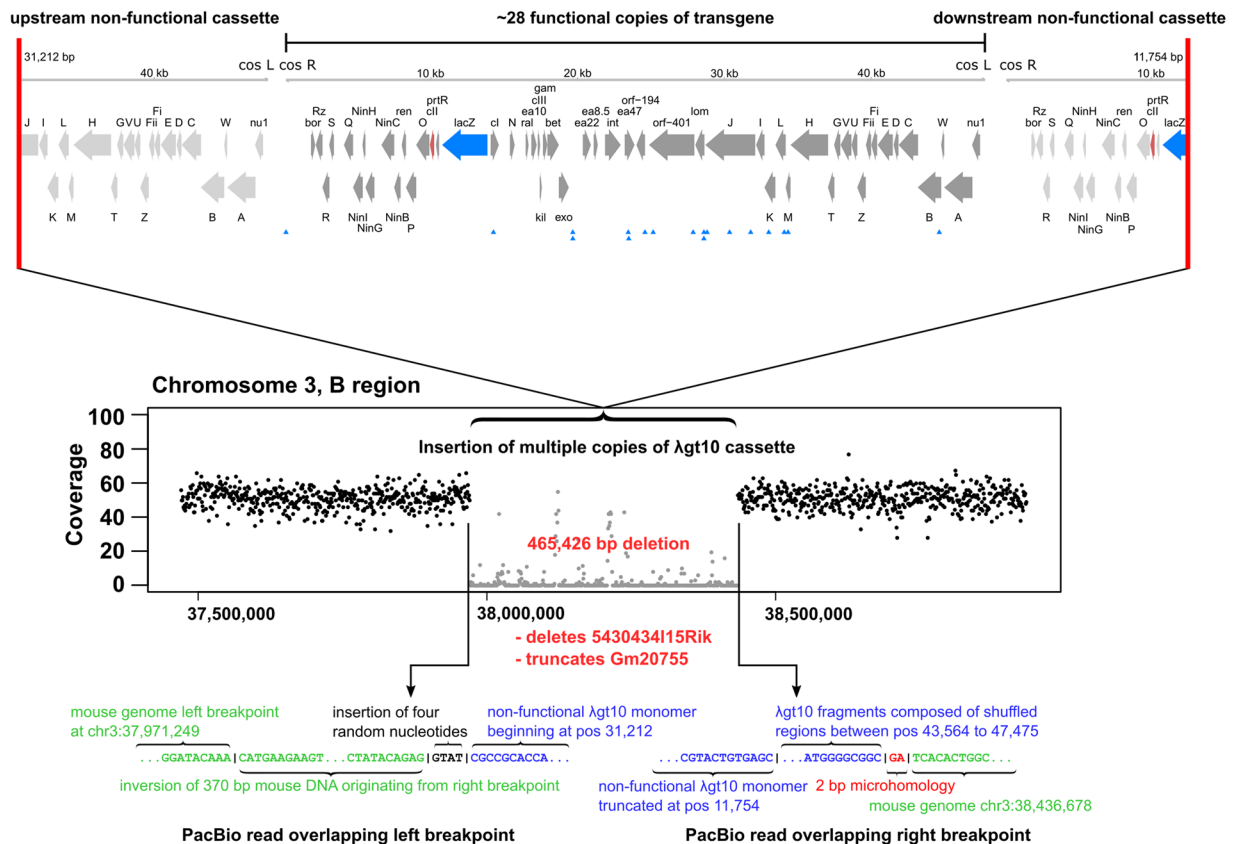 upstream non-functional cassette
~28 functional copies of transgene
downstream non-functional cassette
31,212 bp
40 kb
cos L cos R
10 kb
20 kb
30 kb
40 kb
cos L cos R
11,754 bp
10 kb
gam
prtR cIII orf-194 prtR
Fi Rz NinH ren cII ea10 ea8.5 ea47 lom Fi Rz NinH ren cII
J I L H GVU Fii E D C W nu1 bor S Q NinC O lacZ cI N ral bet ea22 int orf-401 J I L H GVU Fii E D C W nu1 bor S Q NinC O lacZ
K M T Z B A R NinI NinB kil exo K M T Z B A R NinI NinB
NinG P NinG P
Chromosome 3, B region
Coverage
100
80
60
40
20
0
Insertion of multiple copies of λgt10 cassette
465,426 bp deletion
37,500,000
38,000,000
38,500,000
- deletes 5430434I15Rik
- truncates Gm20755
mouse genome left breakpoint
at chr3:37,971,249
insertion of four
random nucleotides
non-functional λgt10 monomer
beginning at pos 31,212
...GGATACAAA|CATGAAGAAGT...CTATACAGAG|GTAT|CGCCGCACCA...
inversion of 370 bp mouse DNA originating from right breakpoint
PacBio read overlapping left breakpoint
λgt10 fragments composed of shuffled
regions between pos 43,564 to 47,475
...CGTACTGTGAGC|...ATGGGGCGGC|GA|TCACACTGGC...
non-functional λgt10 monomer
truncated at pos 11,754
2 bp microhomology
mouse genome chr3:38,436,678
PacBio read overlapping right breakpoint